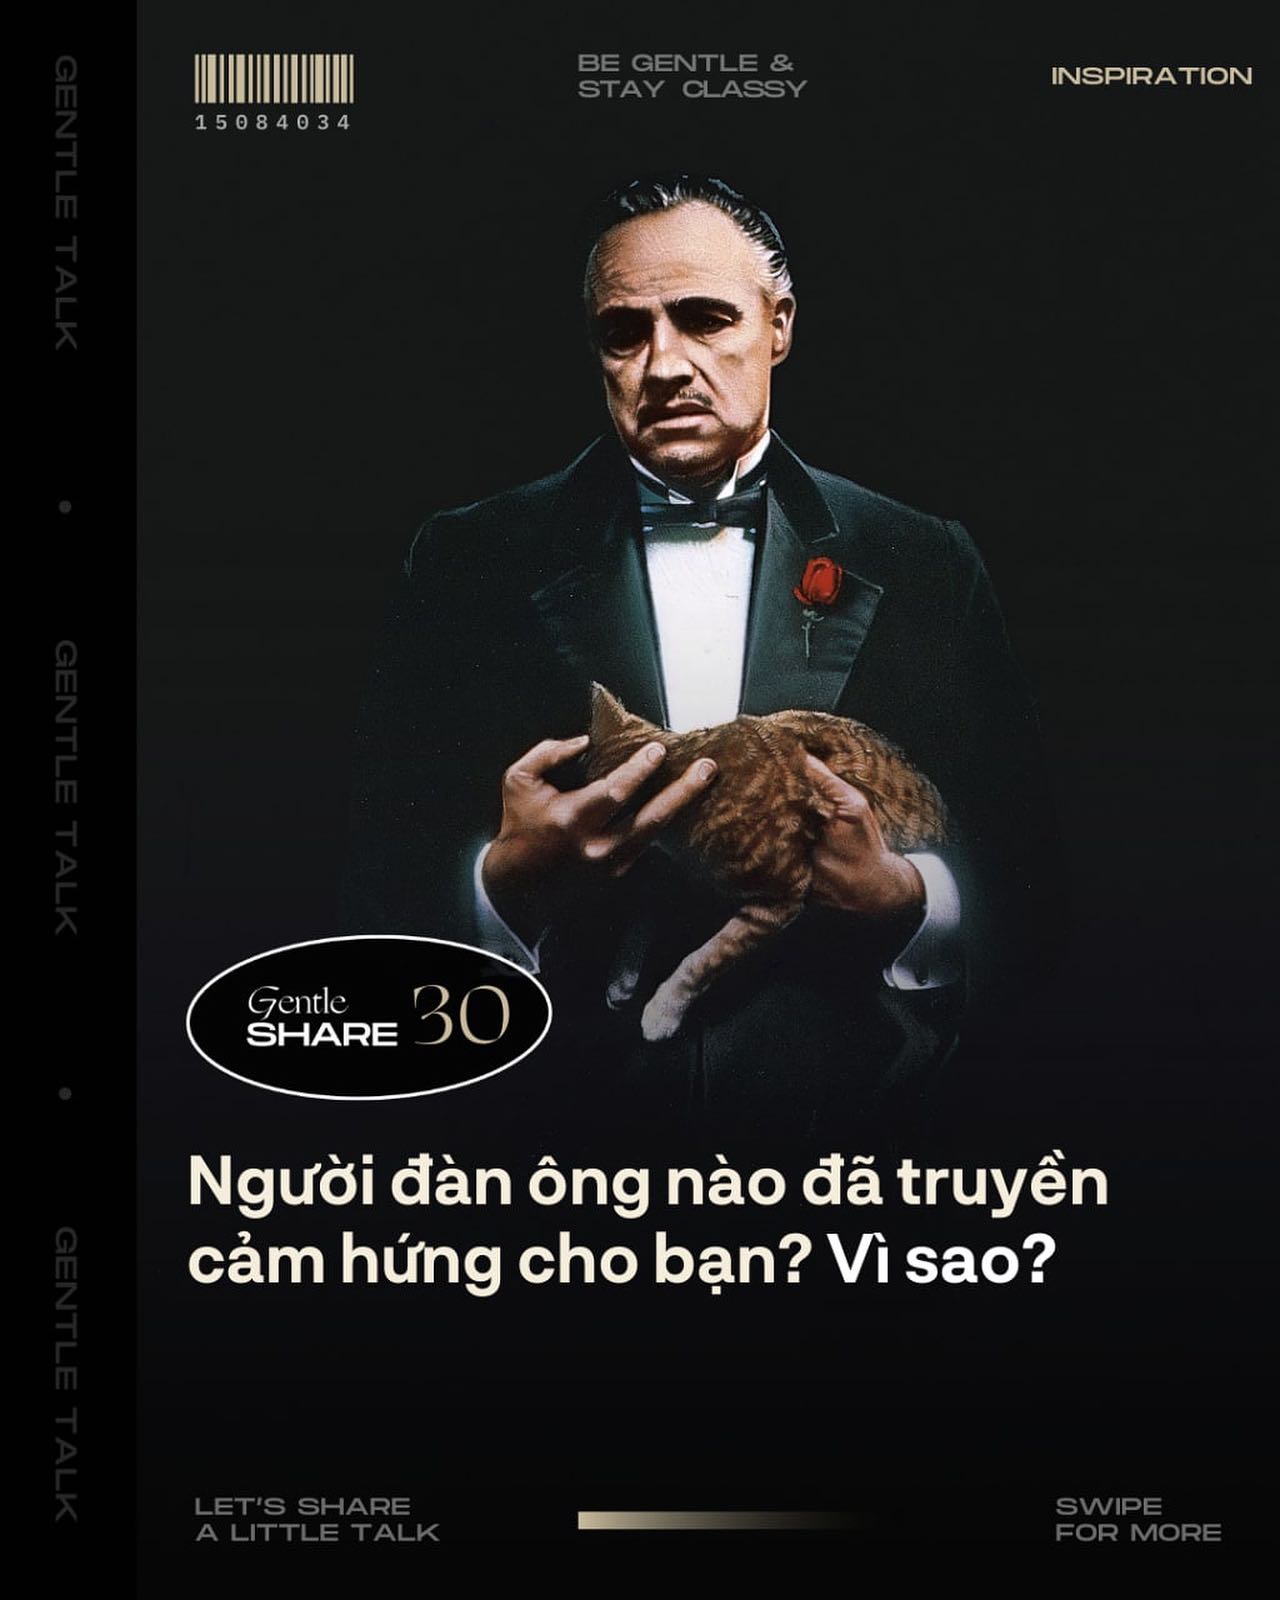 GENTLE TALK
GENTLE TALK
GENTLE TALK
15084034
BE GENTLE &
STAY CLASSY
INSPIRATION
Gentle
SHARE 30
Người đàn ông nào đã truyền
cảm hứng cho bạn? Vì sao?
LET'S SHARE
A LITTLE TALK
SWIPE
FOR MORE